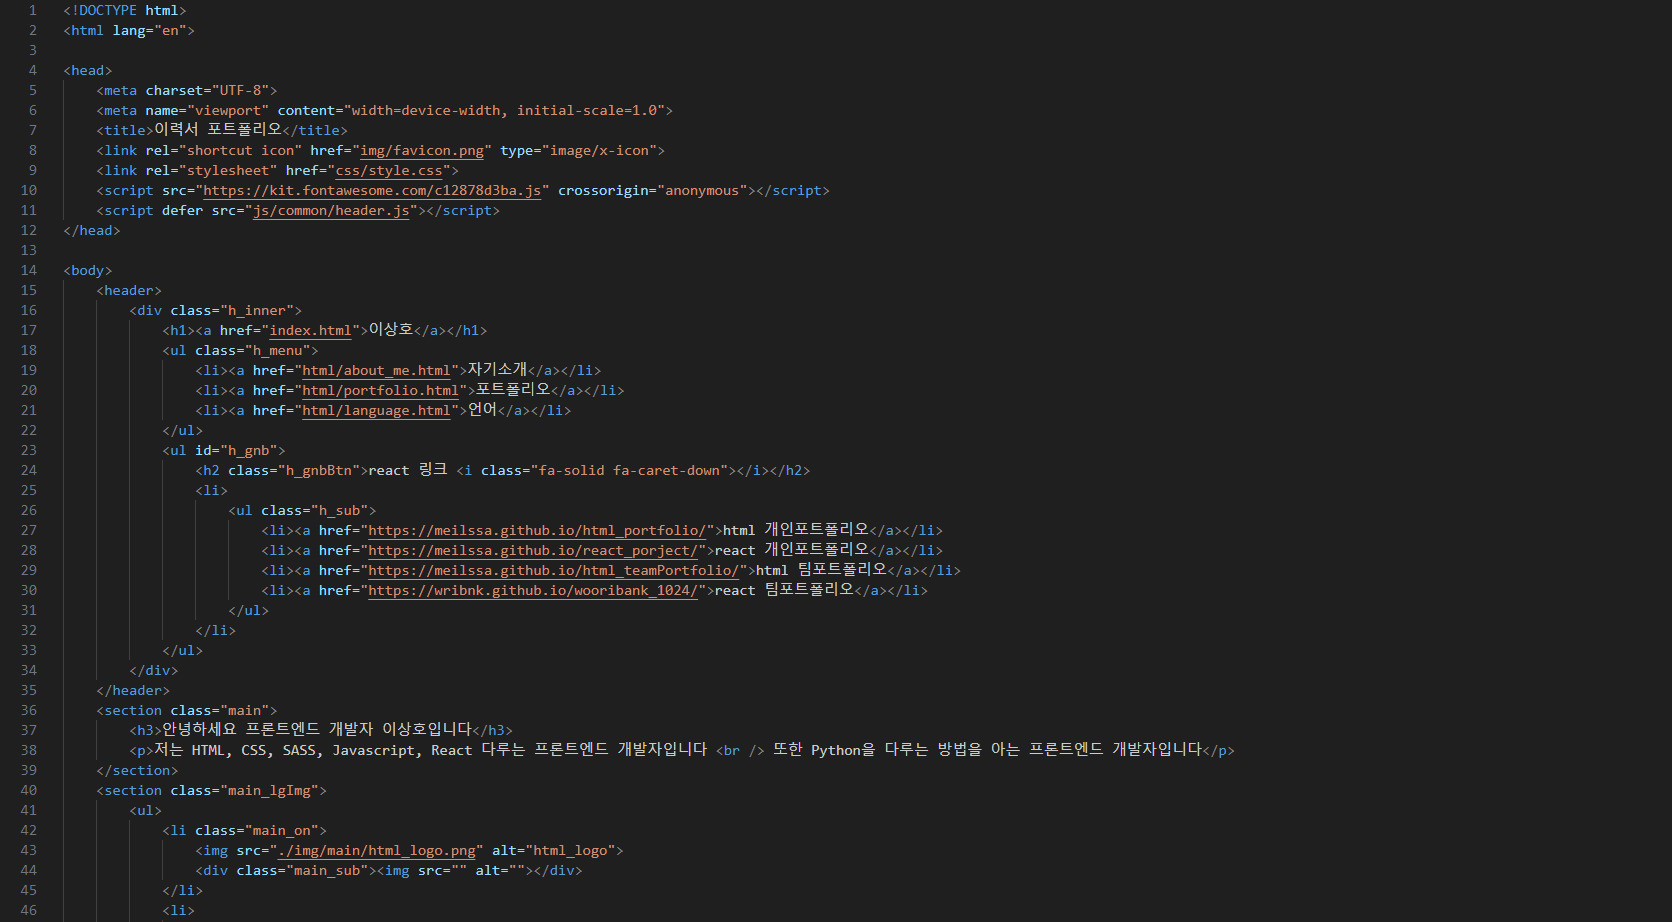 1 <!DOCTYPE html>
2 <html lang="en">
3
4 <head>
5 <meta charset="UTF-8">
6 <meta name="viewport" content="width=device-width, initial-scale=1.0">
7 <title>이력서 포트폴리오</title>
8 <link rel="shortcut icon" href="img/favicon.png" type="image/x-icon">
9 <link rel="stylesheet" href="css/style.css">
10 <script src="https://kit.fontawesome.com/c12878d3ba.js" crossorigin="anonymous"></script>
11 <script defer src="js/common/header.js"></script>
12 </head>
13
14 <body>
15 <header>
16 <div class="h_inner">
17 <h1><a href="index.html">이상호</a></h1>
18 <ul class="h_menu">
19 <li><a href="html/about_me.html">자기소개</a></li>
20 <li><a href="html/portfolio.html">포트폴리오</a></li>
21 <li><a href="html/language.html">언어</a></li>
22 </ul>
23 <ul id="h_gnb">
24 <h2 class="h_gnbBtn">react 링크 <i class="fa-solid fa-caret-down"></i></h2>
25 <li>
26 <ul class="h_sub">
27 <li><a href="https://meilssa.github.io/html_portfolio/">html 개인포트폴리오</a></li>
28 <li><a href="https://meilssa.github.io/react_porject/">react 개인포트폴리오</a></li>
29 <li><a href="https://meilssa.github.io/html_teamPortfolio/">html 팀포트폴리오</a></li>
30 <li><a href="https://wribnk.github.io/wooribank_1024/">react 팀포트폴리오</a></li>
31 </ul>
32 </li>
33 </ul>
34 </div>
35 </header>
36 <section class="main">
37 <h3>안녕하세요 프론트엔드 개발자 이상호입니다</h3>
38 <p>저는 HTML, CSS, SASS, Javascript, React 다루는 프론트엔드 개발자입니다 <br /> 또한 Python을 다루는 방법을 아는 프론트엔드 개발자입니다</p>
39 </section>
40 <section class="main_lgImg">
41 <ul>
42 <li class="main_on">
43 <img src="./img/main/html_logo.png" alt="html_logo">
44 <div class="main_sub"><img src="" alt=""></div>
45 </li>
46 <li>